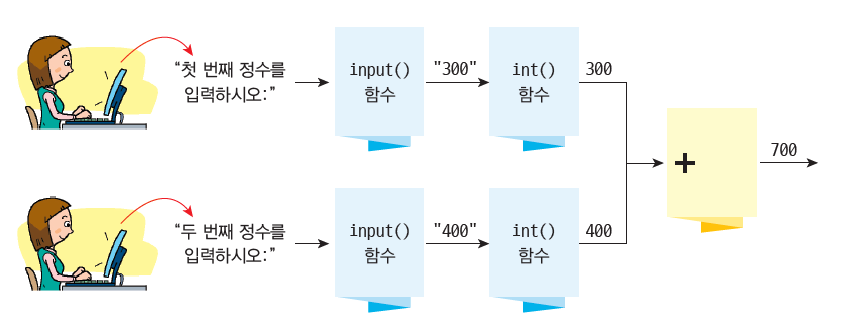 “첫 번째 정수를
입력하시오:”
input()
함수
"300"
int()
함수
300
“두 번째 정수를
입력하시오:”
input()
함수
"400"
int()
함수
400
+
700